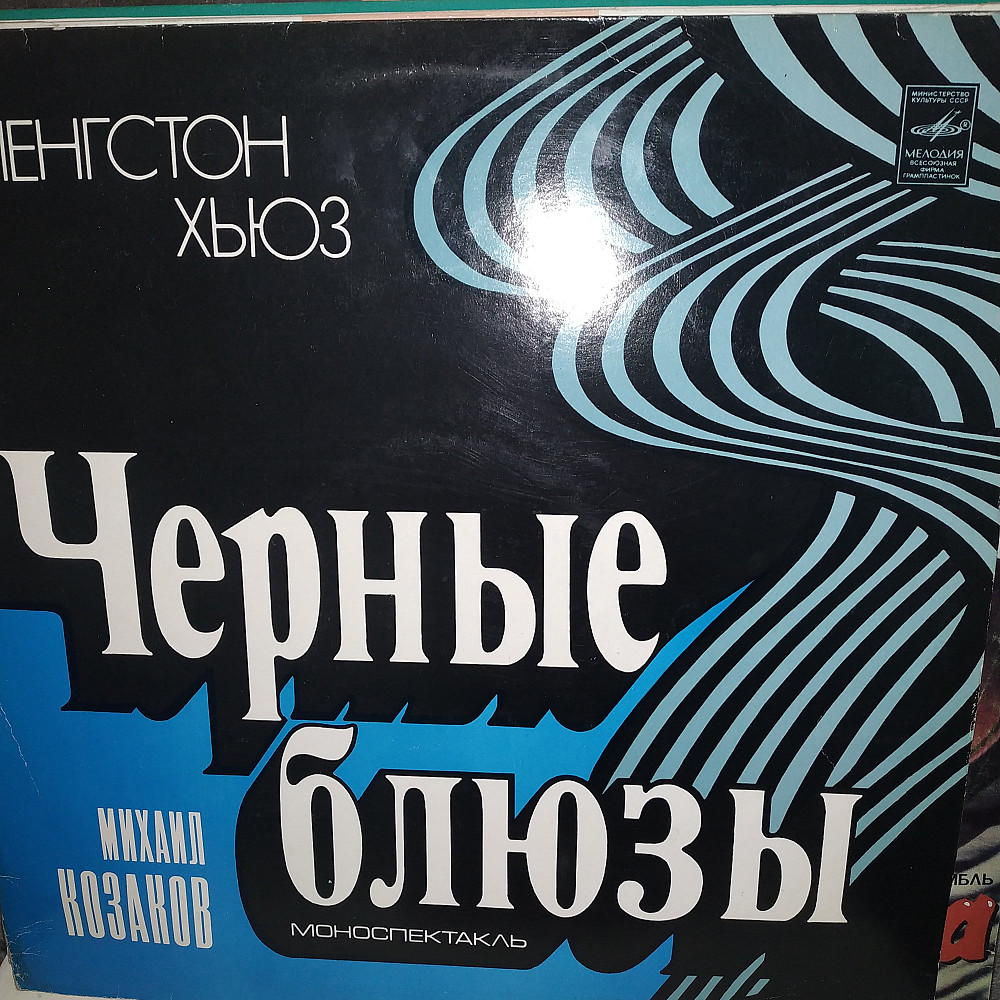 ЛЕНГСТОН
ХЬЮЗ
МИНИСТЕРСТВО
КУЛЬТУРЫ СССР
МЕЛОДИЯ
ВСЕСОЮЗНАЯ
ФИРМА
ГРАМПЛАСТИНОК
Черные
блюзы
МИХАИЛ
КОЗАКОВ
МОНОСПЕКТАКЛЬ